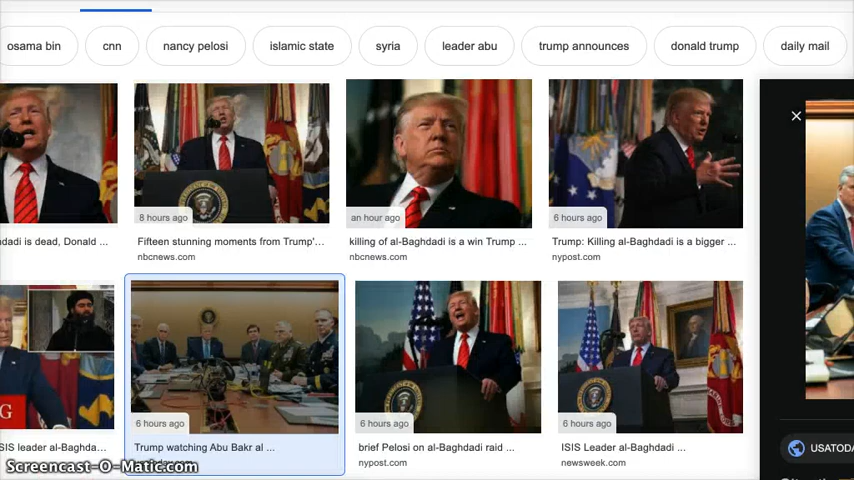 osama bin
cnn
nancy pelosi
islamic state
syria
leader abu
trump announces
donald trump
daily mail
8 hours ago
an hour ago
6 hours ago
dadi is dead, Donald ...
Fifteen stunning moments from Trump'...
killing of al-Baghdadi is a win Trump ...
Trump: Killing al-Baghdadi is a bigger ...
nbcnews.com
nbcnews.com
nypost.com
G
6 hours ago
6 hours ago
6 hours ago
SIS leader al-Baghda...
Trump watching Abu Bakr al ...
brief Pelosi on al-Baghdadi raid ...
ISIS Leader al-Baghdadi ...
USATODA
nypost.com
newsweek.com
Screencast-O-Matic.com